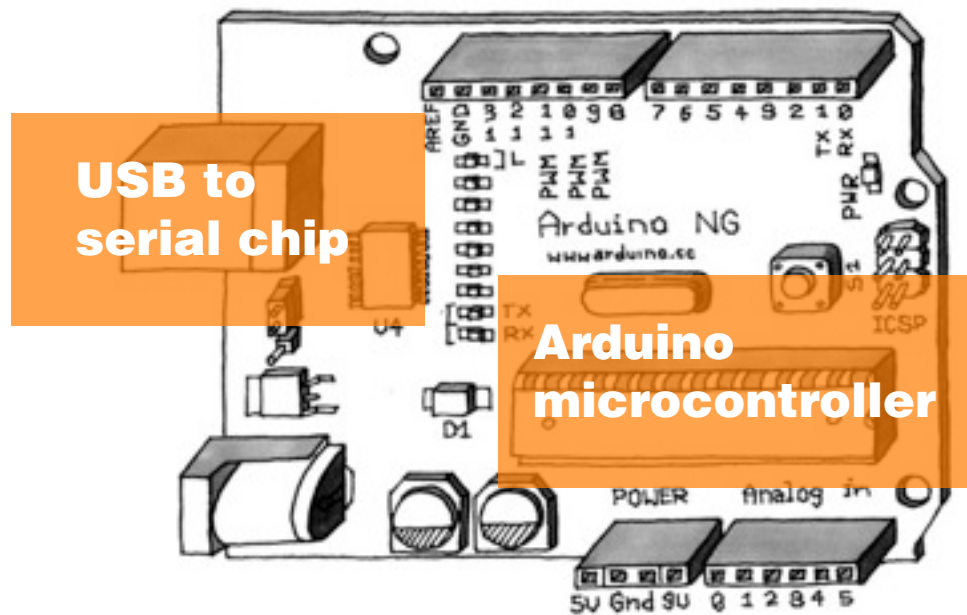 AREF GND 13 12 11 10 9 8 7 6 5 4 3 2 1 0
TX RX
L
PWM PWM PWM
PWR
USB to
serial chip
Arduino NG
www.arduino.cc
ICSP
TX
RX
U4
Arduino
microcontroller
D1
POWER Analog in
5V Gnd 9V 0 1 2 3 4 5